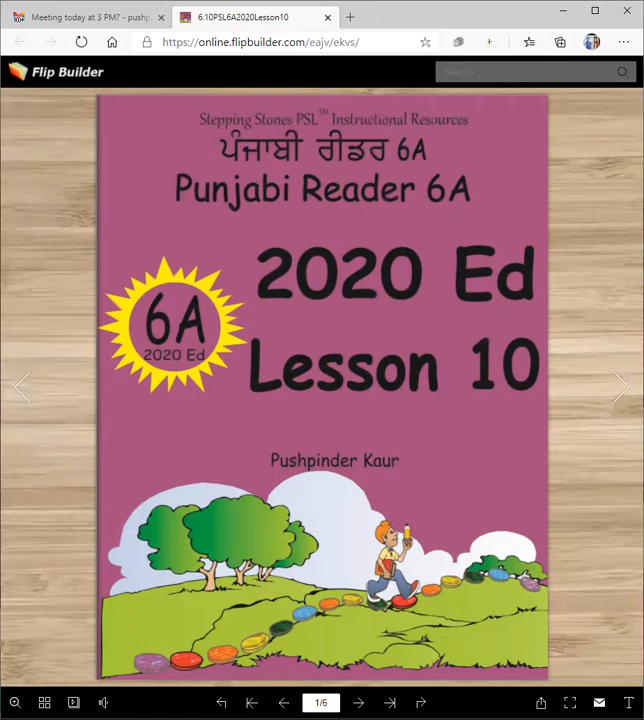 Meeting today at 3 PM? - pushp
6.10PSL6A2020Lesson10
https://online.flipbuilder.com/eajv/ekvs/
Flip Builder
Search
Stepping Stones PSL™ Instructional Resources
ਪੰਜਾਬੀ ਰੀਡਰ 6A
Punjabi Reader 6A
2020 Ed
Lesson 10
6A
2020 Ed
Pushpinder Kaur
1/6